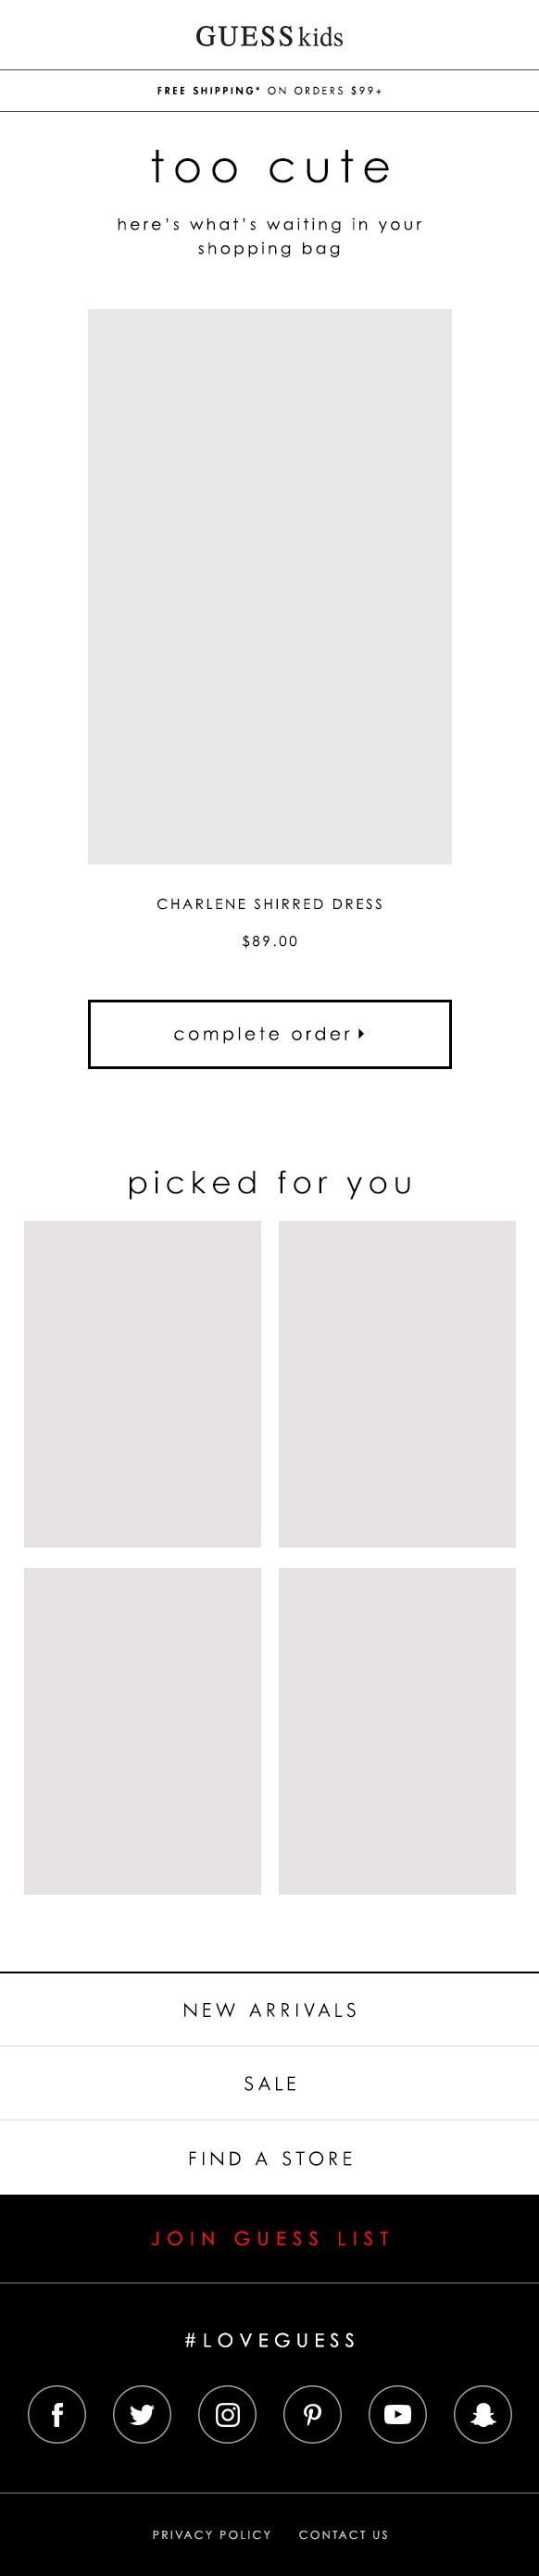 GUESS kids
FREE SHIPPING* ON ORDERS $99+
too cute
here's what's waiting in your
shopping bag
CHARLENE SHIRRED DRESS
$89.00
complete order
picked for you
NEW ARRIVALS
SALE
FIND A STORE
JOIN GUESS LIST
#LOVEGUESS
PRIVACY POLICY CONTACT US